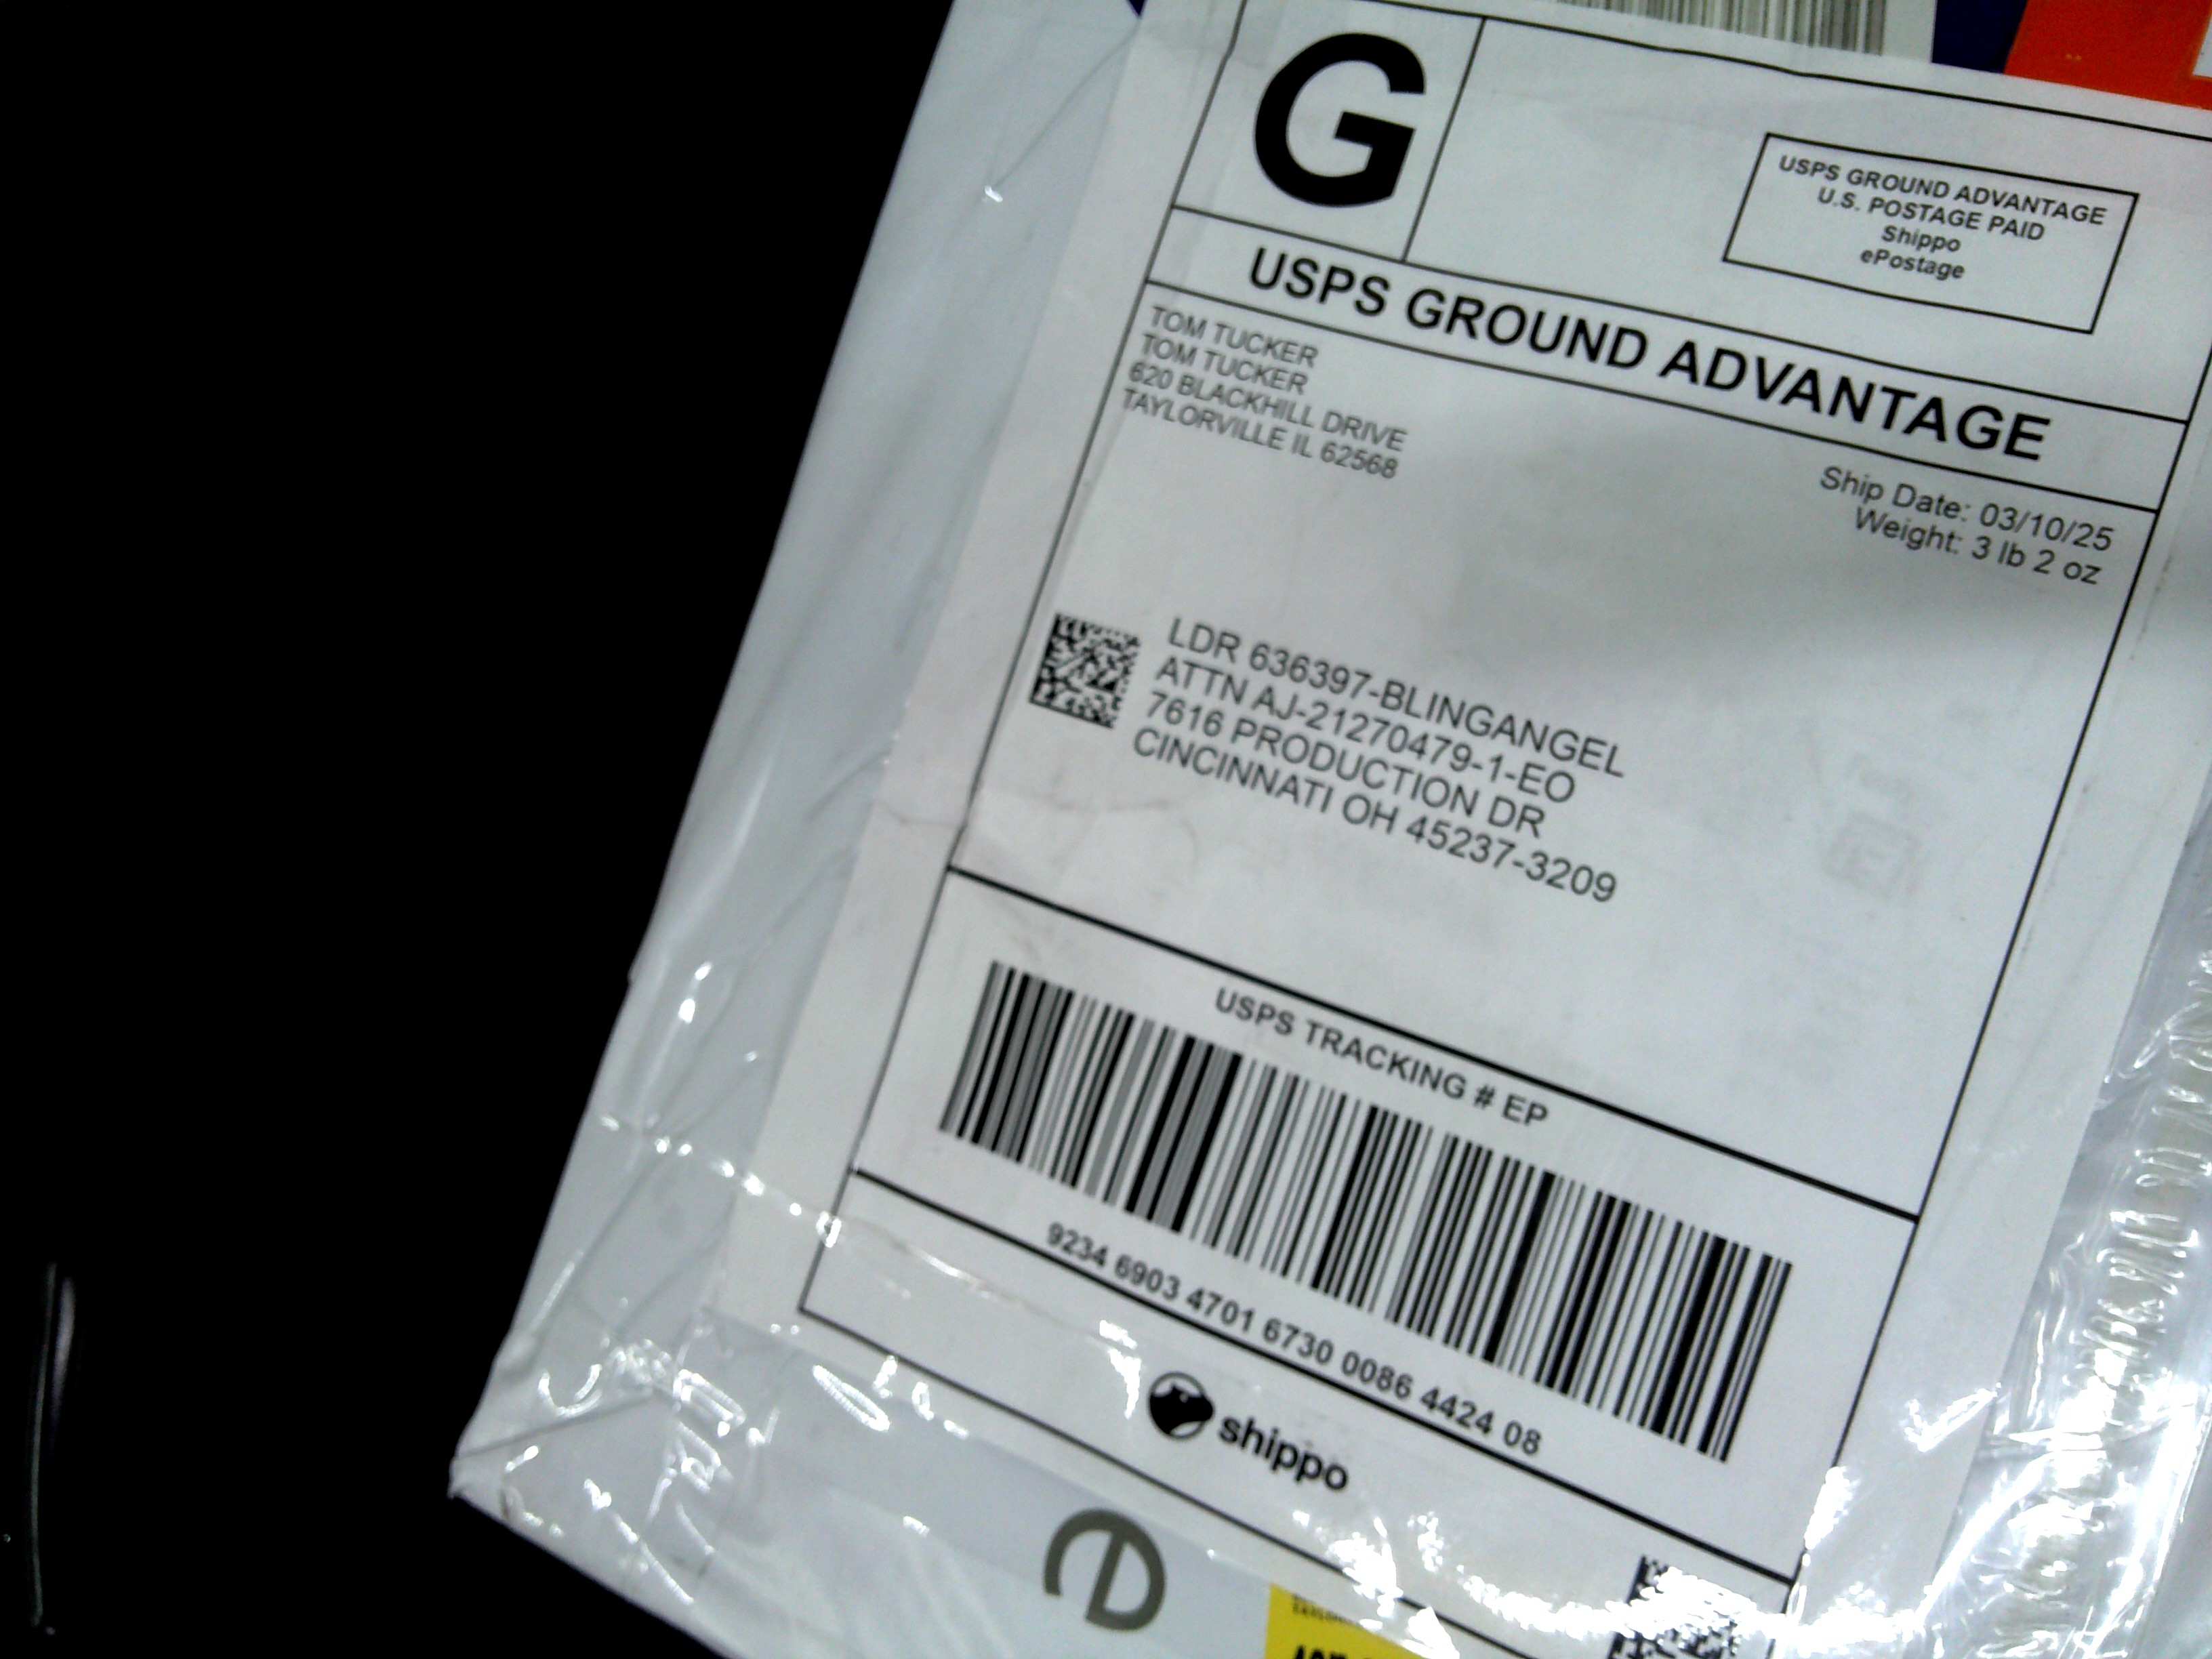 G
USPS GROUND ADVANTAGE
U.S. POSTAGE PAID
Shippo
ePostage
USPS GROUND ADVANTAGE
TOM TUCKER
TOM TUCKER
620 BLACKHILL DRIVE
TAYLORVILLE IL 62568
Ship Date: 03/10/25
Weight: 3 lb 2 oz
LDR 636397-BLINGANGEL
ATTN AJ-21270479-1-EO
7616 PRODUCTION DR
CINCINNATI OH 45237-3209
USPS TRACKING # EP
9234 6903 4701 6730 0086 4424 08
shippo